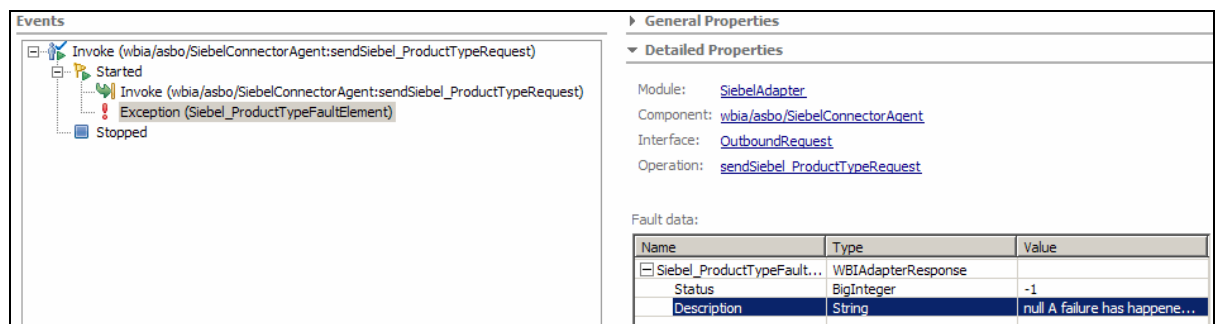 Events
Invoke (wbia/asbo/SiebelConnectorAgent:sendSiebel_ProductTypeRequest)
Started
Invoke (wbia/asbo/SiebelConnectorAgent:sendSiebel_ProductTypeRequest)
Exception (Siebel_ProductTypeFaultElement)
Stopped
General Properties
Detailed Properties
Module: SiebelAdapter
Component: wbia/asbo/SiebelConnectorAgent
Interface: OutboundRequest
Operation: sendSiebel_ProductTypeRequest
Fault data:
Name Type Value
Siebel_ProductTypeFault... WBIAdapterResponse
Status BigInteger -1
Description String null A failure has happene...